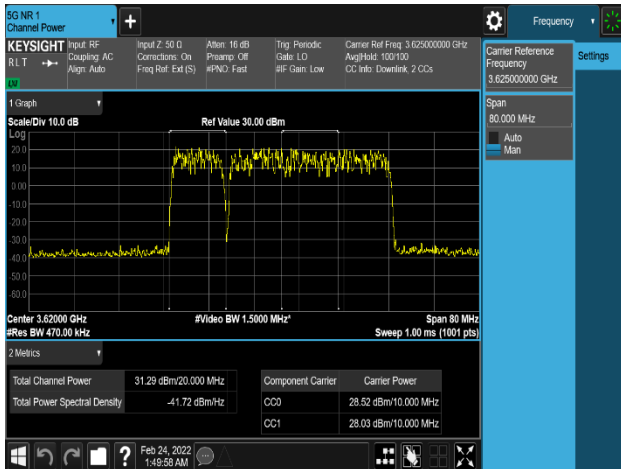 5G NR 1
Channel Power
Frequency
KEYSIGHT
RLT
Input: RF
Coupling: AC
Align: Auto
Input Z: 50 Ω
Corrections: On
Freq Ref: Ext (S)
Atten: 16 dB
Preamp: Off
#PNO: Fast
Trig: Periodic
Gate: LO
#IF Gain: Low
Carrier Ref Freq: 3.625000000 GHz
Avg|Hold: 100/100
CC Info: Downlink, 2 CCs
Carrier Reference
Frequency
3.625000000 GHz
Settings
Span
80.000 MHz
Auto
Man
1 Graph
Scale/Div 10.0 dB
Ref Value 30.00 dBm
Log
20.0
10.0
0.00
-10.0
-20.0
-30.0
-40.0
-50.0
-60.0
Center 3.62000 GHz
#Video BW 1.5000 MHz*
Span 80 MHz
#Res BW 470.00 kHz
Sweep 1.00 ms (1001 pts)
2 Metrics
Total Channel Power
31.29 dBm/20.000 MHz
Total Power Spectral Density
-41.72 dBm/Hz
Component Carrier
Carrier Power
CC0
28.52 dBm/10.000 MHz
CC1
28.03 dBm/10.000 MHz
?
Feb 24, 2022
1:49:58 AM